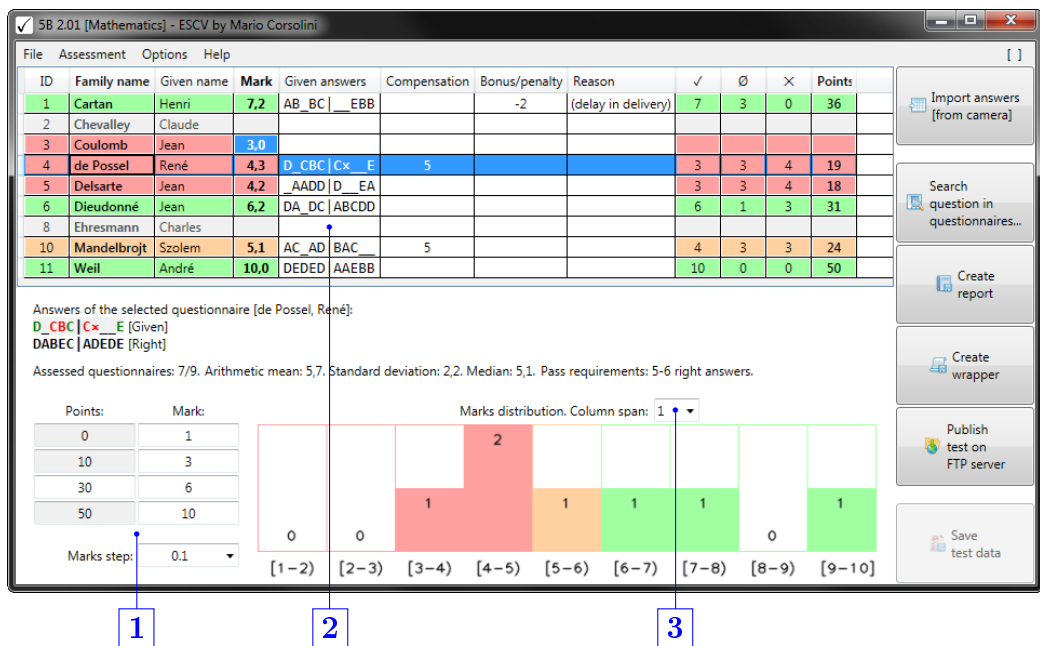 5B 2.01 [Mathematics] - ESCV by Mario Corsolini
File Assessment Options Help [ ]
ID Family name Given name Mark Given answers Compensation Bonus/penalty Reason ✓ Ø ✕ Points
1 Cartan Henri 7,2 AB_BC|__EBB -2 (delay in delivery) 7 3 0 36
2 Chevalley Claude
3 Coulomb Jean 3,0
4 de Possel René 4,3 D_CBC|C×__E 5 3 3 4 19
5 Delsarte Jean 4,2 _AADD|D__EA 3 3 4 18
6 Dieudonné Jean 6,2 DA_DC|ABCDD 6 1 3 31
8 Ehresmann Charles
10 Mandelbrojt Szolem 5,1 AC_AD|BAC__ 5 4 3 3 24
11 Weil André 10,0 DEDED|AAEBB 10 0 0 50
Import answers
[from camera]
Search
question in
questionnaires...
Create
report
Create
wrapper
Publish
test on
FTP server
Save
test data
Answers of the selected questionnaire [de Possel, René]:
D_CBC|C×__E [Given]
DABEC|ADEDE [Right]
Assessed questionnaires: 7/9. Arithmetic mean: 5,7. Standard deviation: 2,2. Median: 5,1. Pass requirements: 5-6 right answers.
Points: Mark:
0 1
10 3
30 6
50 10
Marks step: 0.1
Marks distribution. Column span: 1
0 0 1 2 1 1 1 0 1
[1-2) [2-3) [3-4) [4-5) [5-6) [6-7) [7-8) [8-9) [9-10]
1 2 3